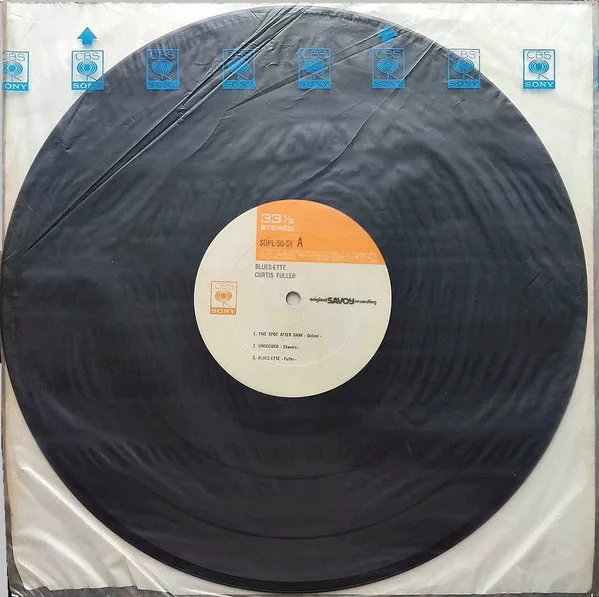 CBS CBS CBS CBS CBS CBS CBS CBS
SONY SONY SONY SONY SONY SONY SONY SONY
33⅓
STEREO
SOPL-50-SY A
BLUES-ETTE
CURTIS FULLER
CBS
SONY
original SAVOY recording
1. FIVE SPOT AFTER DARK - Golson -
2. UNDECIDED - Shavers -
3. BLUES-ETTE - Fuller -